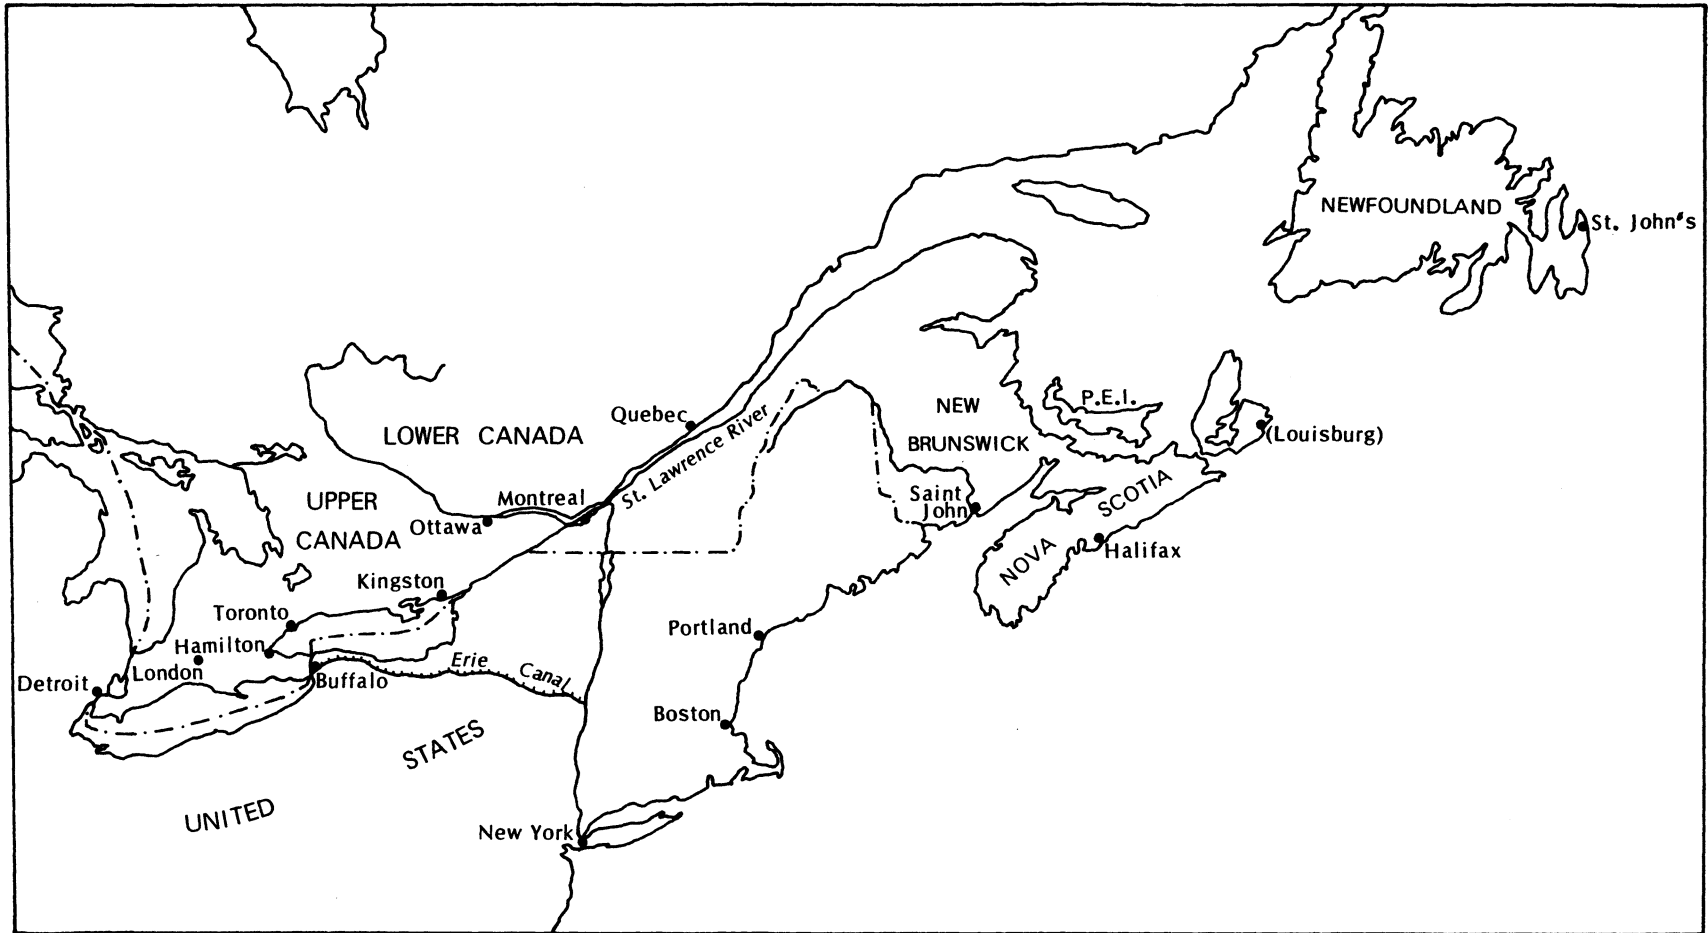 NEWFOUNDLAND
St. John's
P.E.I.
NEW
BRUNSWICK
Quebec
LOWER CANADA
(Louisburg)
St. Lawrence River
UPPER
CANADA
Montreal
Ottawa
Saint
John
NOVA SCOTIA
Halifax
Kingston
Toronto
Hamilton
London
Portland
Detroit
Buffalo
Erie Canal
Boston
UNITED STATES
New York